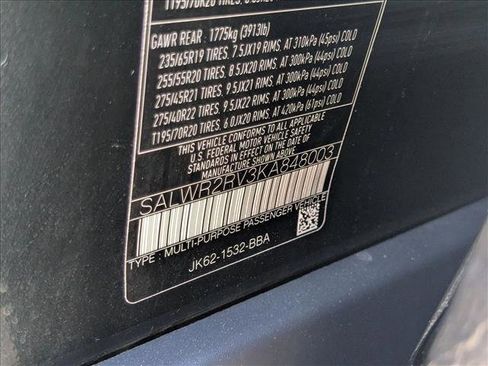 T195/70R20 TIRES,
GAWR REAR : 1775kg (3913lb)
235/65R19 TIRES, 7.5JX19 RIMS, AT 310kPa (45psi) COLD
255/55R20 TIRES, 8.5JX20 RIMS, AT 300kPa (44psi) COLD
275/45R21 TIRES, 9.5JX21 RIMS, AT 300kPa (44psi) COLD
275/40R22 TIRES, 9.5JX22 RIMS, AT 300kPa (44psi) COLD
T195/70R20 TIRES, 6.0JX20 RIMS, AT 420kPa (61psi) COLD
THIS VEHICLE CONFORMS TO ALL APPLICABLE
SAFETY STANDARDS IN EFFECT ON THE DATE OF
MANUFACTURE SHOWN ABOVE.
SALWR2RV3KA848003
TYPE : MULTI-PURPOSE PASSENGER VEHICLE
JK62-1532-BBA